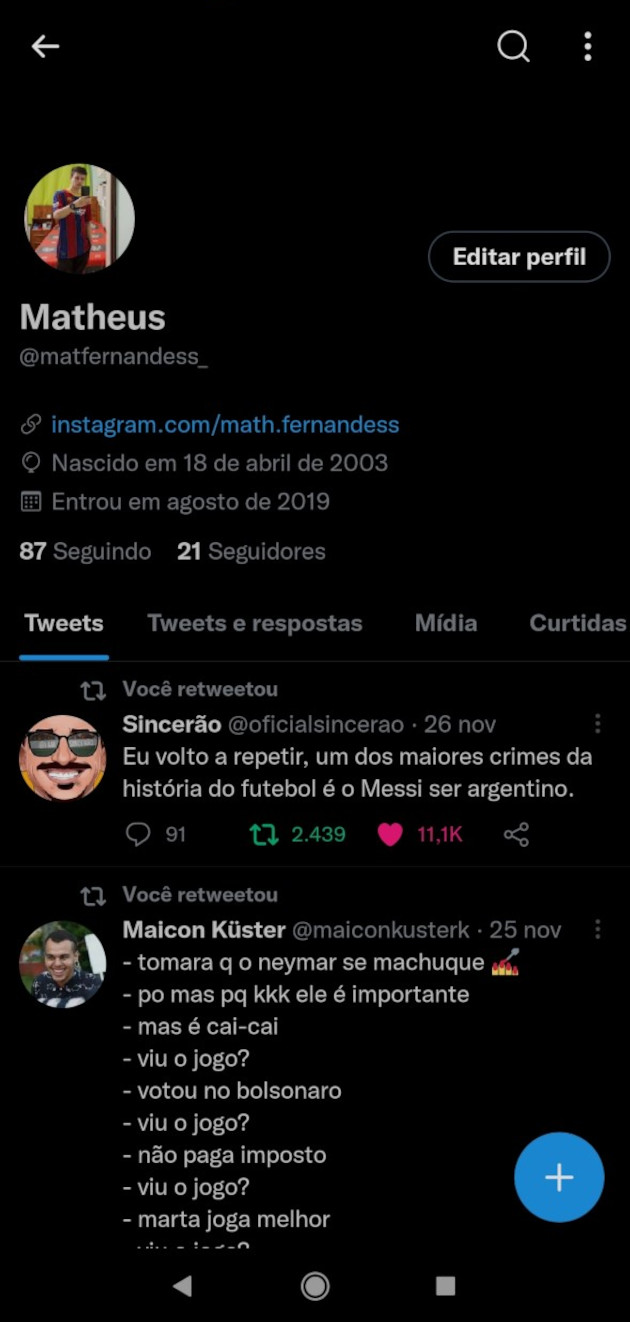 Editar perfil
Matheus
@matfernandess_
instagram.com/math.fernandess
Nascido em 18 de abril de 2003
Entrou em agosto de 2019
87 Seguindo 21 Seguidores
Tweets Tweets e respostas Mídia Curtidas
Você retweetou
Sincerão @oficialsincerao · 26 nov
Eu volto a repetir, um dos maiores crimes da
história do futebol é o Messi ser argentino.
91 2.439 11,1K
Você retweetou
Maicon Küster @maiconkusterk · 25 nov
- tomara q o neymar se machuque 💅
- po mas pq kkk ele é importante
- mas é cai-cai
- viu o jogo?
- votou no bolsonaro
- viu o jogo?
- não paga imposto
- viu o jogo?
- marta joga melhor
- viu o jogo?